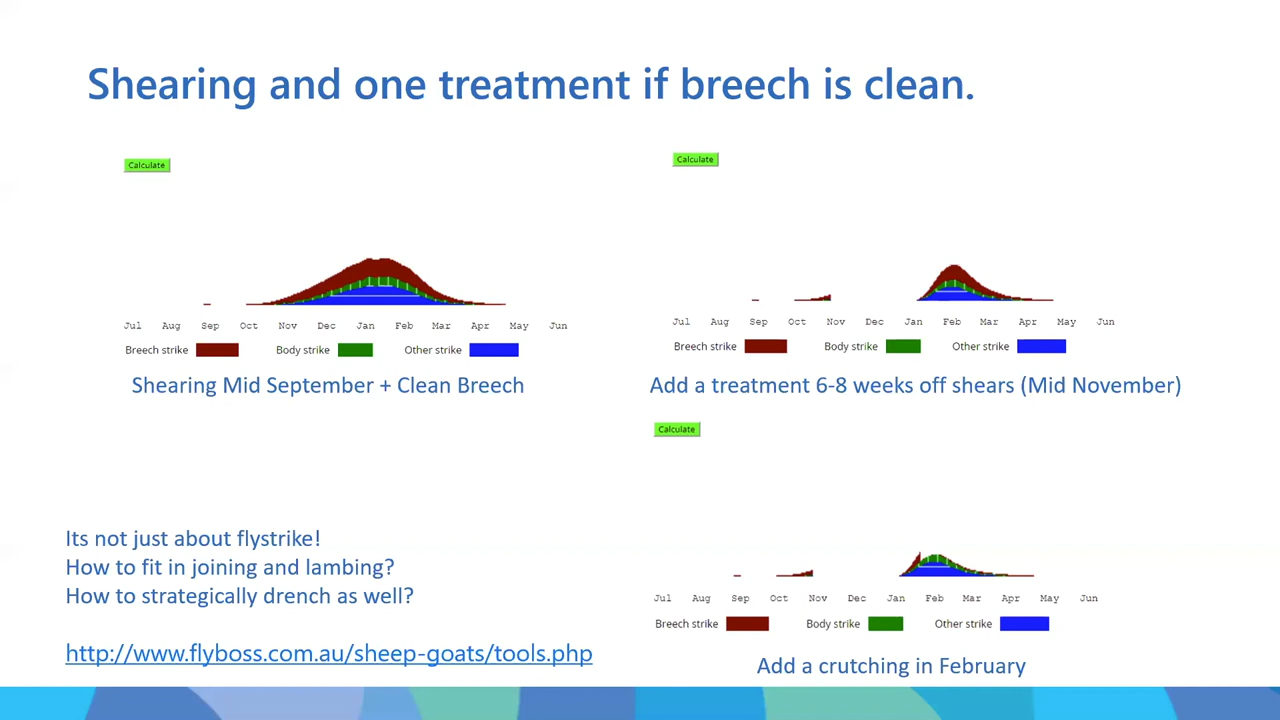 Shearing and one treatment if breech is clean.
Calculate
Jul Aug Sep Oct Nov Dec Jan Feb Mar Apr May Jun
Breech strike Body strike Other strike
Shearing Mid September + Clean Breech
Calculate
Jul Aug Sep Oct Nov Dec Jan Feb Mar Apr May Jun
Breech strike Body strike Other strike
Add a treatment 6-8 weeks off shears (Mid November)
Calculate
Jul Aug Sep Oct Nov Dec Jan Feb Mar Apr May Jun
Breech strike Body strike Other strike
Add a crutching in February
Its not just about flystrike!
How to fit in joining and lambing?
How to strategically drench as well?
http://www.flyboss.com.au/sheep-goats/tools.php